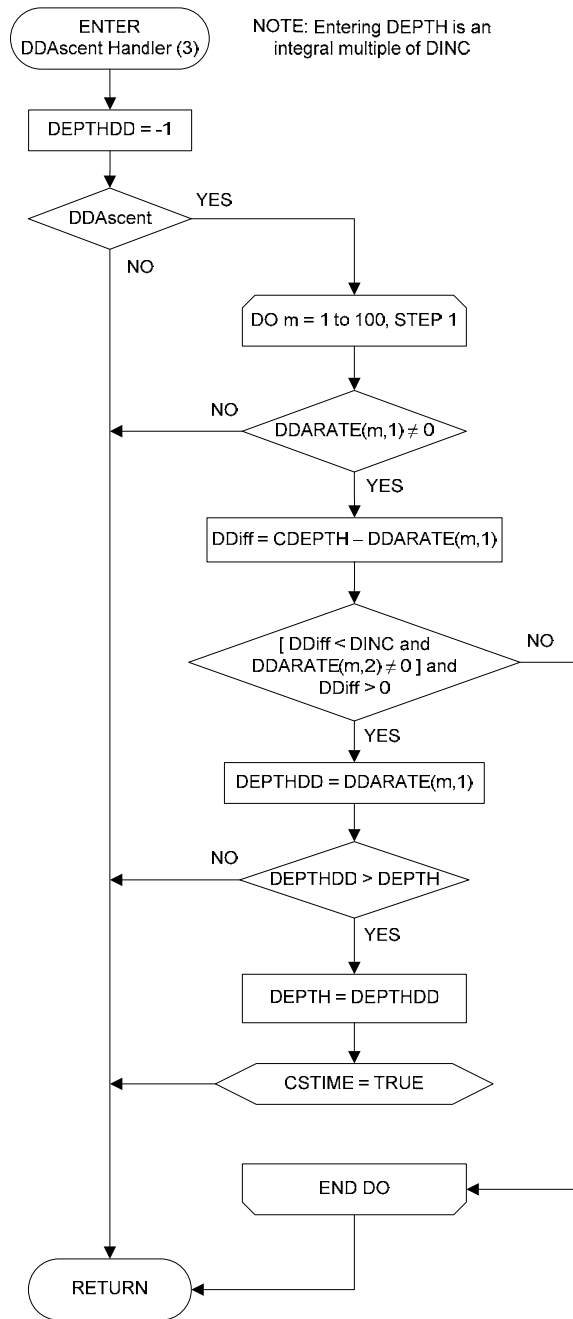 ENTER
DDAscent Handler (3)
NOTE: Entering DEPTH is an
integral multiple of DINC
DEPTHDD = -1
DDAscent
YES
NO
DO m = 1 to 100, STEP 1
NO
DDARATE(m,1) ≠ 0
YES
DDiff = CDEPTH – DDARATE(m,1)
[ DDiff < DINC and
DDARATE(m,2) ≠ 0 ] and
DDiff > 0
NO
YES
DEPTHDD = DDARATE(m,1)
NO
DEPTHDD > DEPTH
YES
DEPTH = DEPTHDD
CSTIME = TRUE
END DO
RETURN